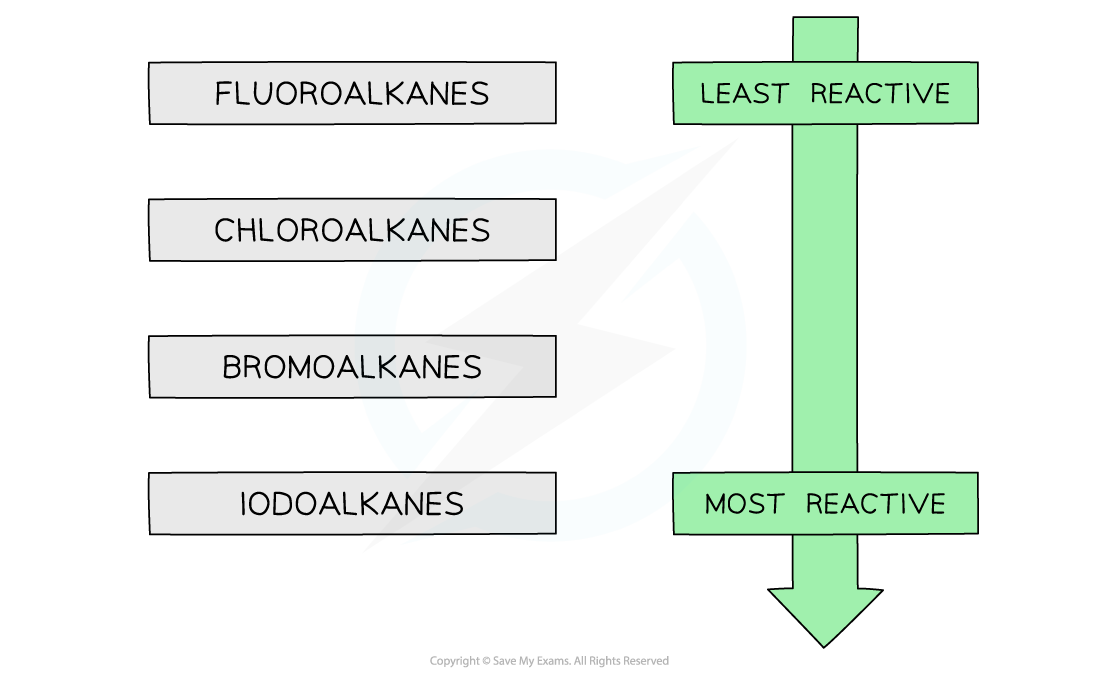 FLUOROALKANES
LEAST REACTIVE
CHLOROALKANES
BROMOALKANES
IODOALKANES
MOST REACTIVE
Copyright © Save My Exams. All Rights Reserved